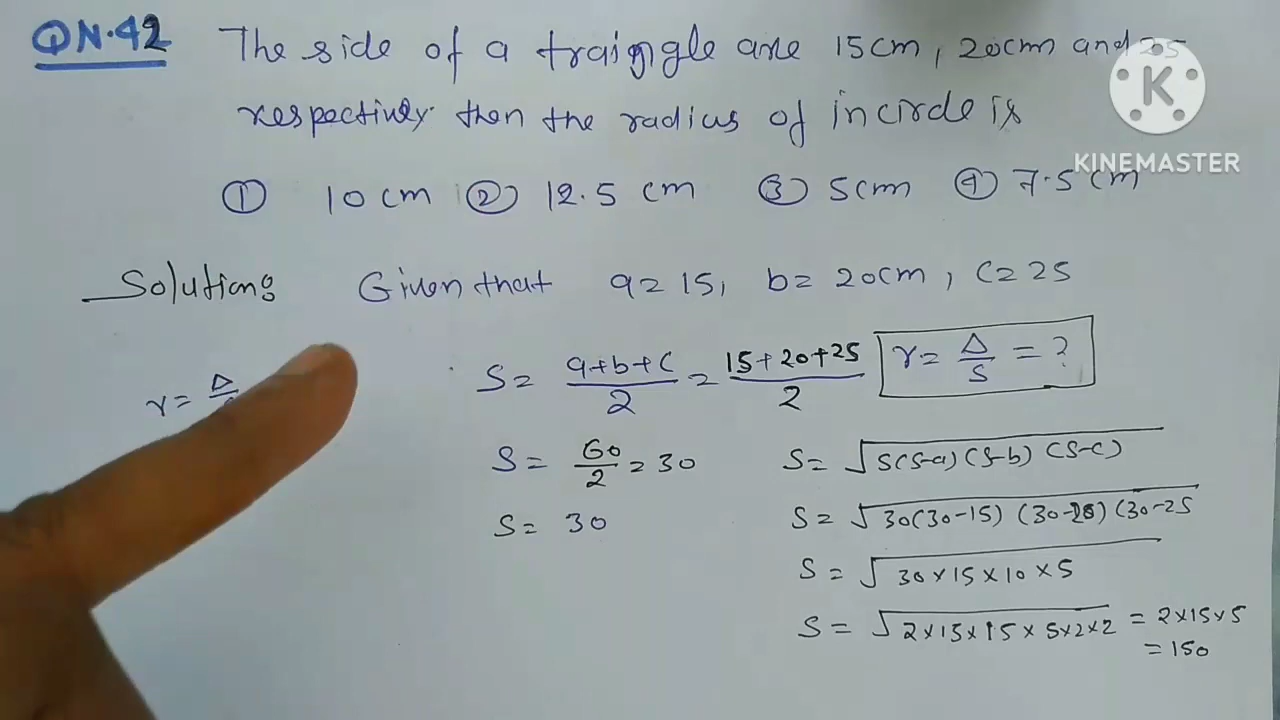 QN.42 The side of a traingle are 15cm, 20cm and 25
respectively then the radius of incircle is
① 10 cm ② 12.5 cm ③ 5cm ④ 7.5 cm
KINEMASTER
Solution Given that a=15, b=20cm, c=25
S = a+b+c/2 = 15+20+25/2 r = Δ/S = ?
r = Δ
S = 60/2 = 30 S = √S(S-a)(S-b)(S-c)
S = 30 S = √30(30-15)(30-20)(30-25
S = √30×15×10×5
S = √2×15×15×5×2×2 = 2×15×5
= 150